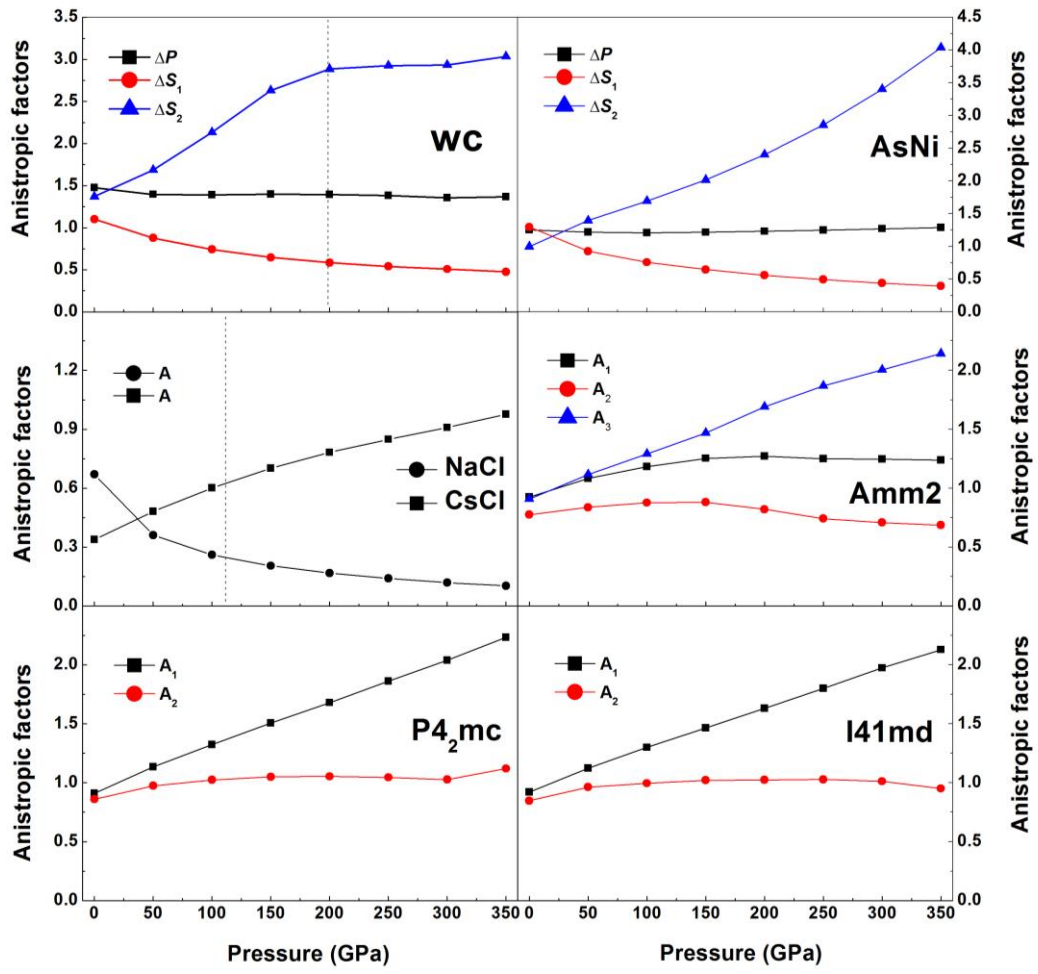 3.5
3.0
2.5
2.0
1.5
1.0
0.5
0.0
Anistropic factors
ΔP
ΔS1
ΔS2
WC
4.5
4.0
3.5
3.0
2.5
2.0
1.5
1.0
0.5
0.0
Anistropic factors
ΔP
ΔS1
ΔS2
AsNi
1.2
0.9
0.6
0.3
0.0
Anistropic factors
A
A
NaCl
CsCl
2.0
1.5
1.0
0.5
0.0
Anistropic factors
A1
A2
A3
Amm2
2.0
1.5
1.0
0.5
0.0
Anistropic factors
A1
A2
P42mc
0 50 100 150 200 250 300 350
Pressure (GPa)
2.0
1.5
1.0
0.5
0.0
Anistropic factors
A1
A2
I41md
0 50 100 150 200 250 300 350
Pressure (GPa)